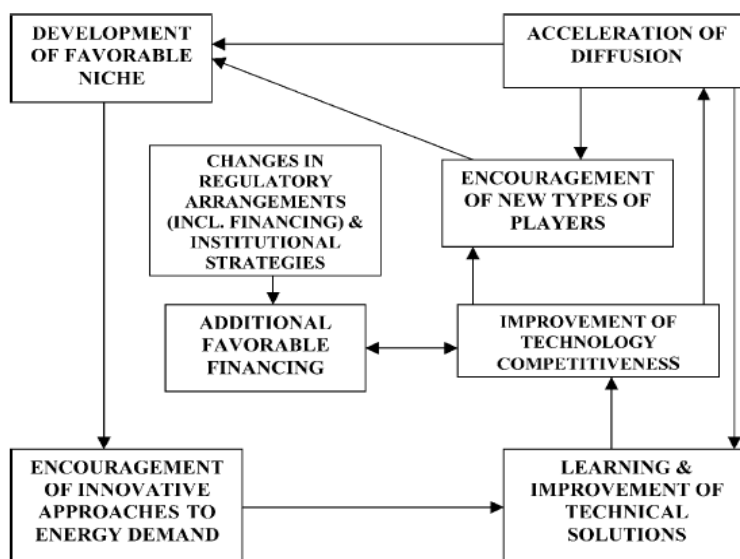 DEVELOPMENT
OF FAVORABLE
NICHE
ACCELERATION OF
DIFFUSION
CHANGES IN
REGULATORY
ARRANGEMENTS
(INCL. FINANCING) &
INSTITUTIONAL
STRATEGIES
ENCOURAGEMENT
OF NEW TYPES OF
PLAYERS
ADDITIONAL
FAVORABLE
FINANCING
IMPROVEMENT OF
TECHNOLOGY
COMPETITIVENESS
ENCOURAGEMENT
OF INNOVATIVE
APPROACHES TO
ENERGY DEMAND
LEARNING &
IMPROVEMENT OF
TECHNICAL
SOLUTIONS